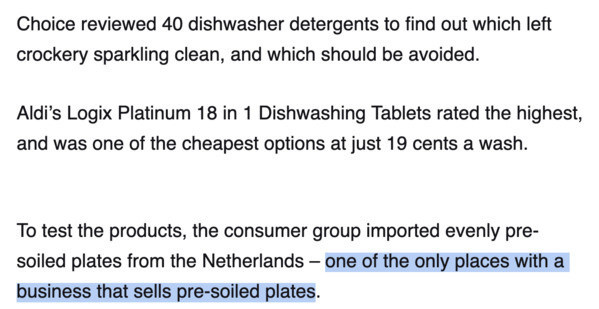 Choice reviewed 40 dishwasher detergents to find out which left
crockery sparkling clean, and which should be avoided.
Aldi’s Logix Platinum 18 in 1 Dishwashing Tablets rated the highest,
and was one of the cheapest options at just 19 cents a wash.
To test the products, the consumer group imported evenly pre-
soiled plates from the Netherlands – one of the only places with a
business that sells pre-soiled plates.